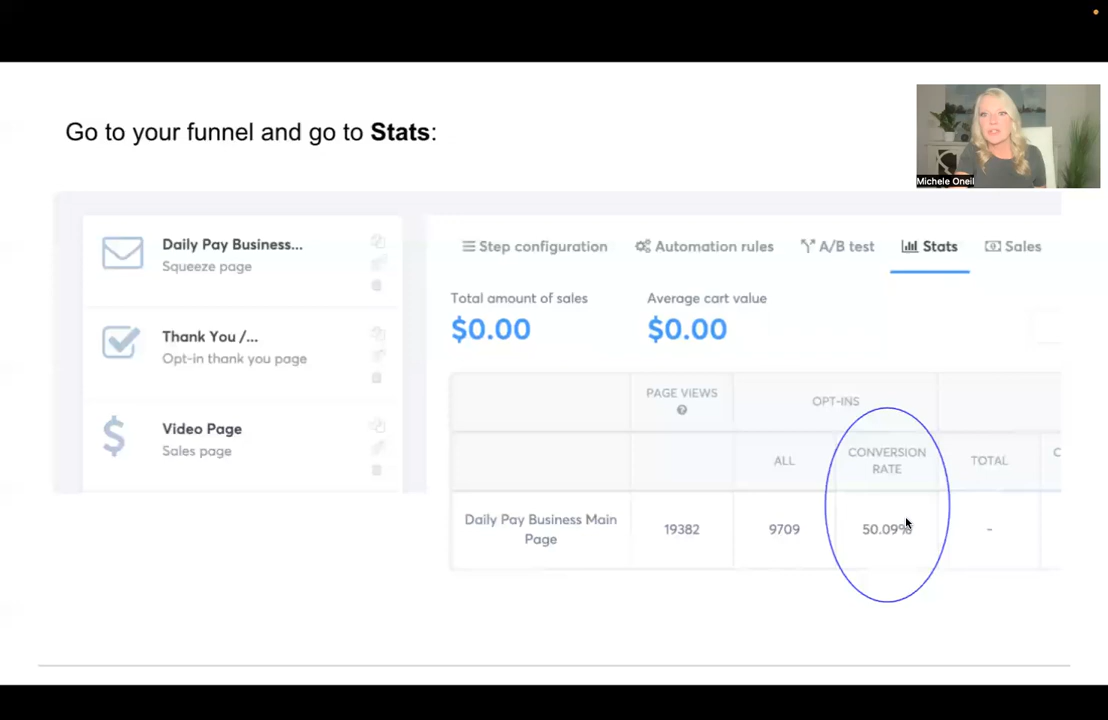 Go to your funnel and go to Stats:
Michele Oneil
Daily Pay Business...
Squeeze page
Thank You /...
Opt-in thank you page
Video Page
Sales page
Step configuration
Automation rules
A/B test
Stats
Sales
Total amount of sales
Average cart value
$0.00
$0.00
PAGE VIEWS
OPT-INS
ALL
CONVERSION
RATE
TOTAL
C
Daily Pay Business Main
Page
19382
9709
50.09%
-